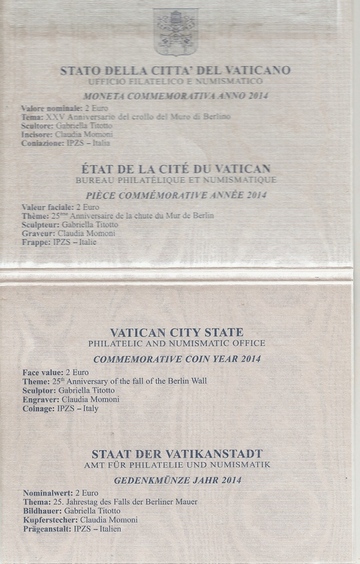 STATO DELLA CITTA' DEL VATICANO
UFFICIO FILATELICO E NUMISMATICO
MONETA COMMEMORATIVA ANNO 2014
Valore nominale: 2 Euro
Tema: XXV Anniversario del crollo del Muro di Berlino
Scultore: Gabriella Titotto
Incisore: Claudia Momoni
Coniazione: IPZS – Italia
ÉTAT DE LA CITÉ DU VATICAN
BUREAU PHILATÉLIQUE ET NUMISMATIQUE
PIÈCE COMMÉMORATIVE ANNÉE 2014
Valeur faciale: 2 Euro
Thème: 25ème Anniversaire de la chute du Mur de Berlin
Sculpteur: Gabriella Titotto
Graveur: Claudia Momoni
Frappe: IPZS – Italie
VATICAN CITY STATE
PHILATELIC AND NUMISMATIC OFFICE
COMMEMORATIVE COIN YEAR 2014
Face value: 2 Euro
Theme: 25th Anniversary of the fall of the Berlin Wall
Sculptor: Gabriella Titotto
Engraver: Claudia Momoni
Coinage: IPZS – Italy
STAAT DER VATIKANSTADT
AMT FÜR PHILATELIE UND NUMISMATIK
GEDENKMÜNZE JAHR 2014
Nominalwert: 2 Euro
Thema: 25. Jahrestag des Falls der Berliner Mauer
Bildhauer: Gabriella Titotto
Kupferstecher: Claudia Momoni
Prägeanstalt: IPZS – Italien